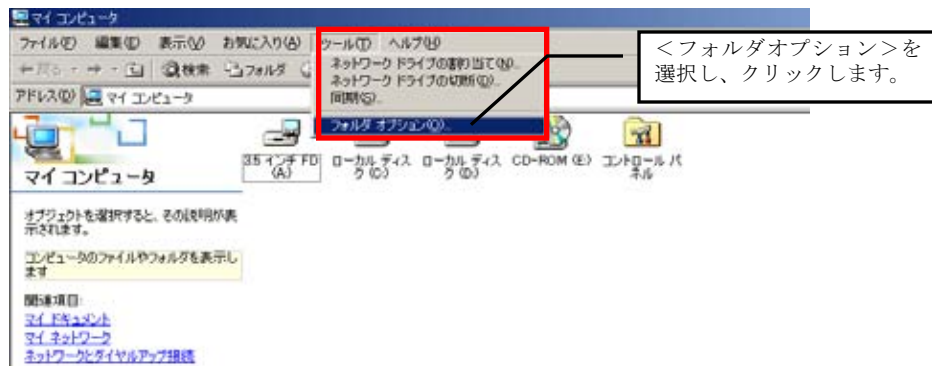 マイ コンピュータ
ファイル(F) 編集(E) 表示(V) お気に入り(A) ツール(T) ヘルプ(H)
検索 フォルダ
アドレス(D) マイ コンピュータ
ネットワーク ドライブの割り当て(N)...
ネットワーク ドライブの切断(D)...
同期(S)...
フォルダ オプション(O)...
<フォルダオプション>を
選択し、クリックします。
マイ コンピュータ
3.5 インチ FD
(A)
ローカル ディス
ク (C)
ローカル ディス
ク (D)
CD-ROM (E)
コントロール パ
ネル
オブジェクトを選択すると、その説明が表
示されます。
コンピュータのファイルやフォルダを表示し
ます
関連項目:
マイ ドキュメント
マイ ネットワーク
ネットワークとダイヤルアップ接続